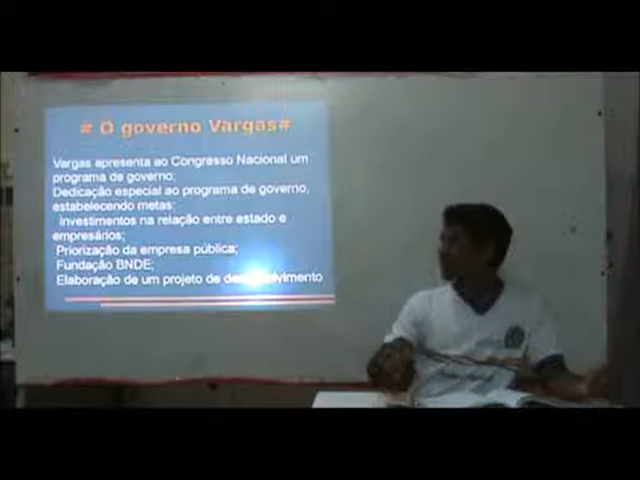 # O governo Vargas#
Vargas apresenta ao Congresso Nacional um
programa de governo;
Dedicação especial ao programa de governo,
estabelecendo metas:
investimentos na relação entre estado e
empresários;
Priorização da empresa pública;
Fundação BNDE;
Elaboração de um projeto de desenvolvimento